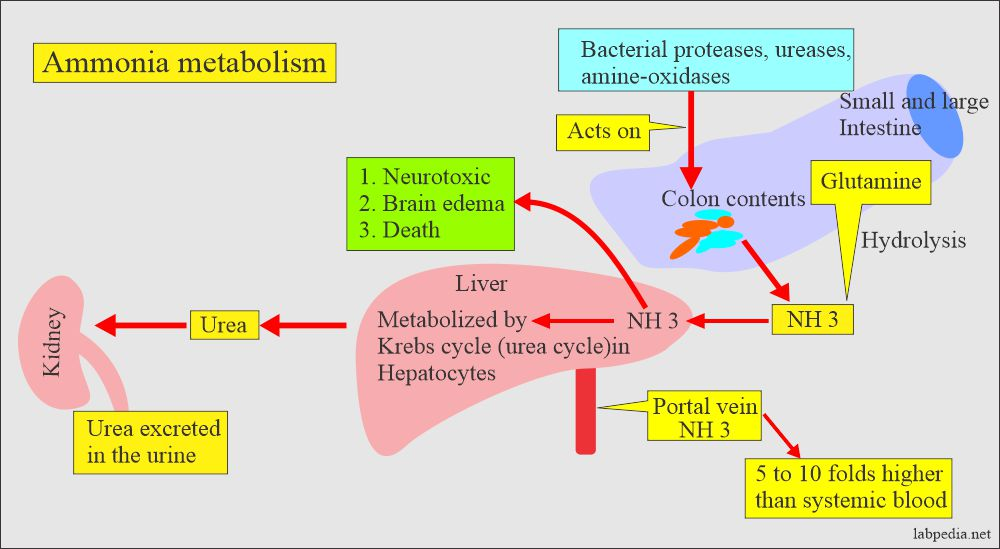 Ammonia metabolism
Bacterial proteases, ureases,
amine-oxidases
Acts on
Small and large
Intestine
Colon contents
Glutamine
Hydrolysis
NH 3
1. Neurotoxic
2. Brain edema
3. Death
Liver
NH 3
Metabolized by
Krebs cycle (urea cycle)in
Hepatocytes
Urea
Kidney
Urea excreted
in the urine
Portal vein
NH 3
5 to 10 folds higher
than systemic blood
labpedia.net